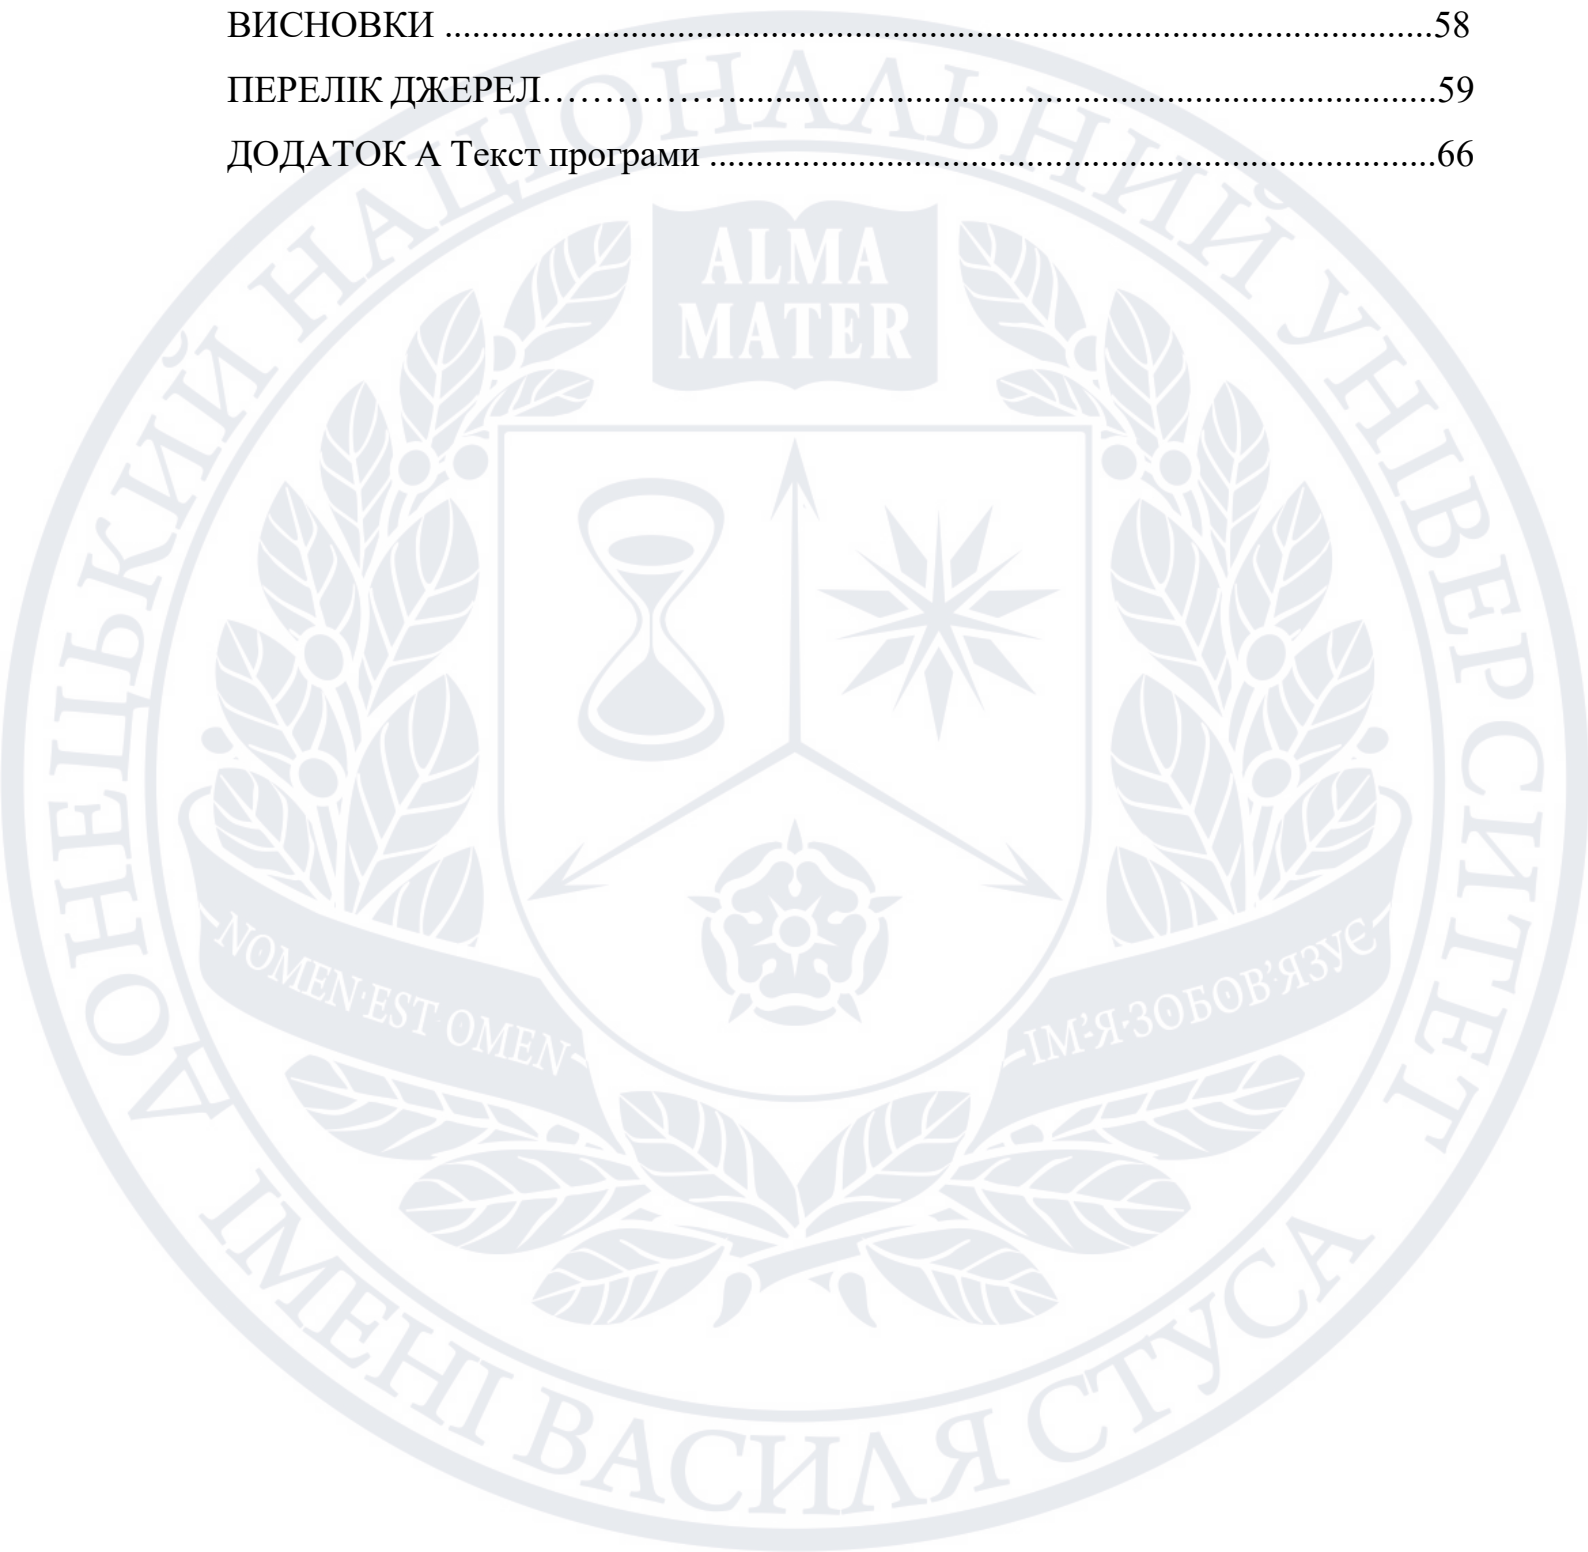 ВИСНОВКИ ..........................................................................................................58
ПЕРЕЛІК ДЖЕРЕЛ……………..............................................................................59
ДОДАТОК А Текст програми ..............................................................................66
ДОНЕЦЬКИЙ НАЦІОНАЛЬНИЙ УНІВЕРСИТЕТ
ALMA
MATER
NOMEN·EST·OMEN
ІМ’Я·ЗОБОВ’ЯЗУЄ
ІМЕНІ ВАСИЛЯ СТУСА